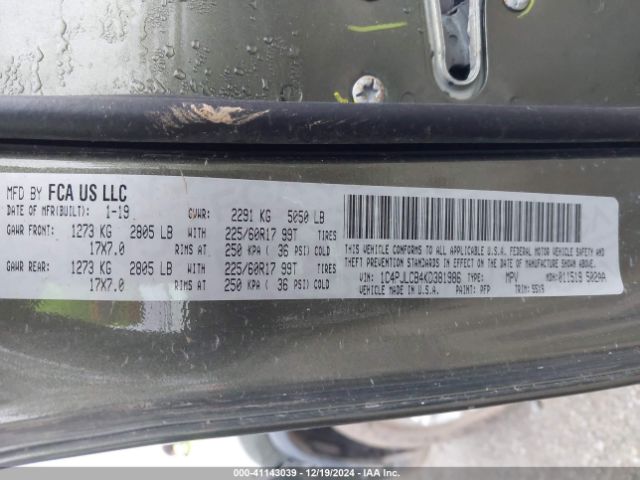 MFD BY FCA US LLC
DATE OF MFR(BUILT): 1-19 GVWR: 2291 KG 5050 LB
GAWR FRONT: 1273 KG 2805 LB WITH 225/60R17 99T TIRES
17X7.0 RIMS AT 250 KPA ( 36 PSI) COLD
GAWR REAR: 1273 KG 2805 LB WITH 225/60R17 99T TIRES
17X7.0 RIMS AT 250 KPA ( 36 PSI) COLD
THIS VEHICLE CONFORMS TO ALL APPLICABLE U.S.A. FEDERAL MOTOR VEHICLE SAFETY AND
THEFT PREVENTION STANDARDS IN EFFECT ON THE DATE OF MANUFACTURE SHOWN ABOVE.
VIN: 1C4PJLCB4KD381986 TYPE: MPV MDH: 011519 502AA
VEHICLE MADE IN U.S.A. PAINT: PFP TRIM: 5519
000-41143039 • 12/19/2024 • IAA Inc.